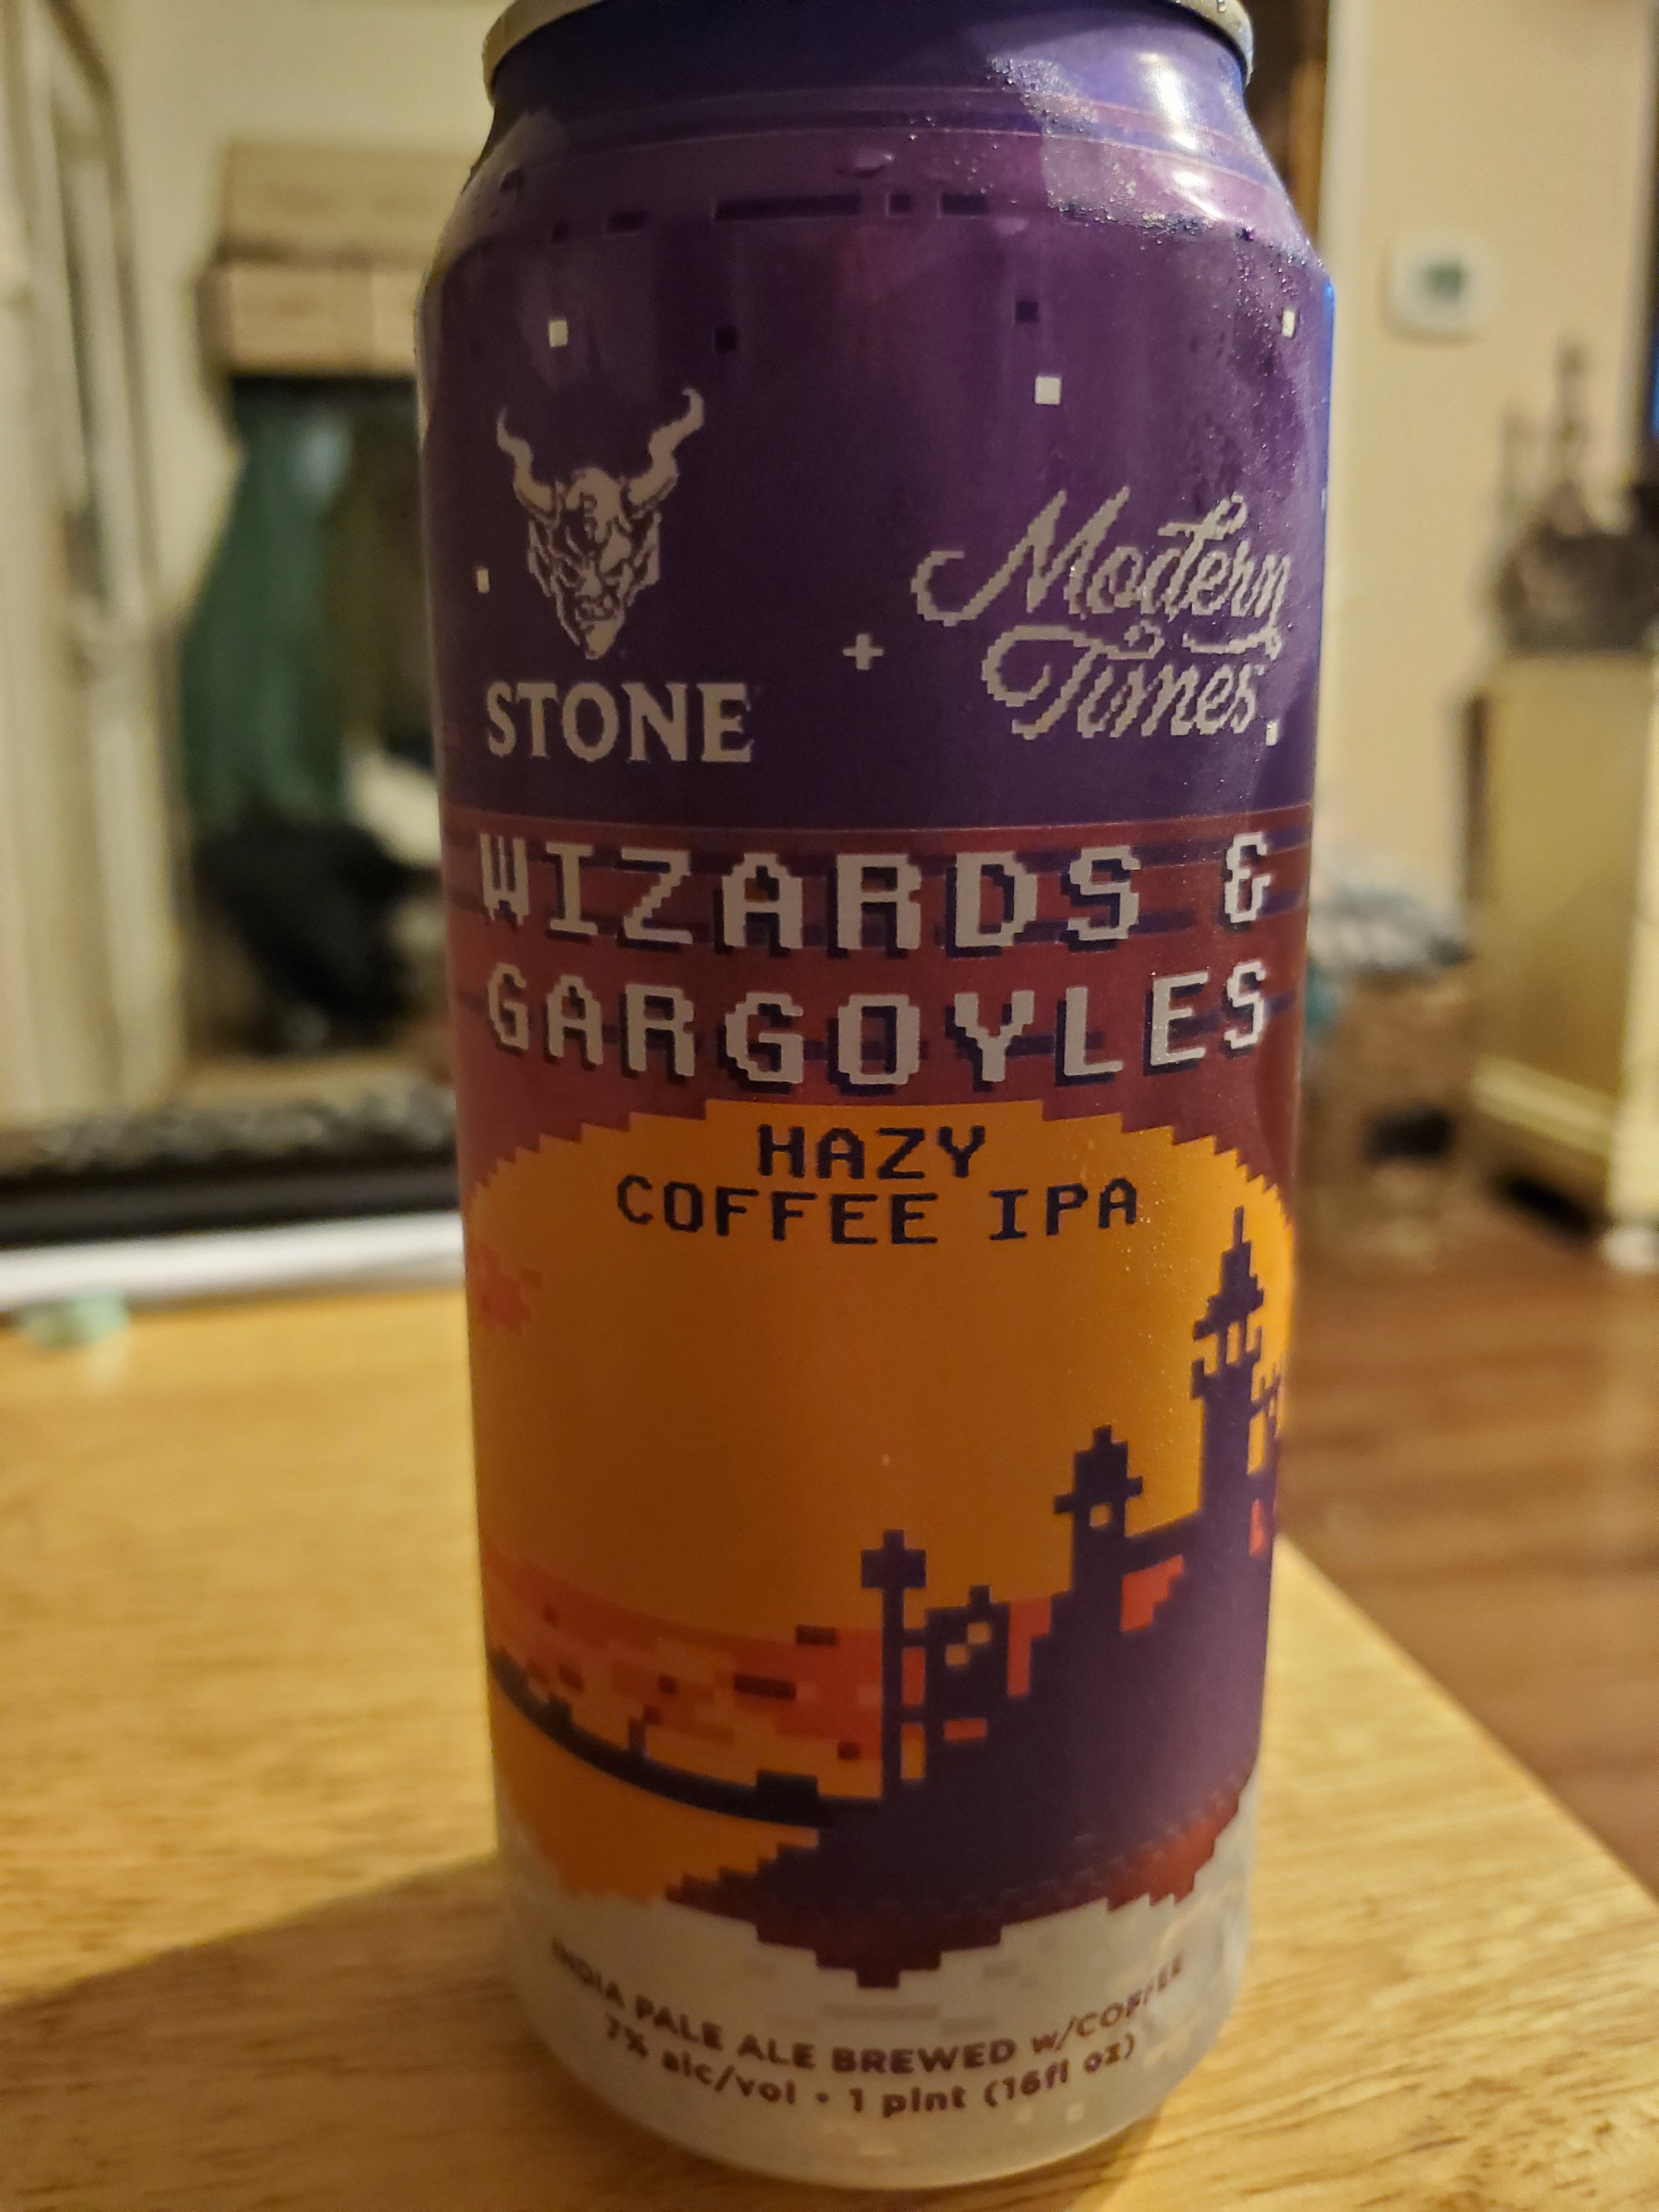 STONE
+
Modern
Times
WIZARDS &
GARGOYLES
HAZY
COFFEE IPA
INDIA PALE ALE BREWED w/COFFEE
7% alc/vol • 1 pint (16fl oz)